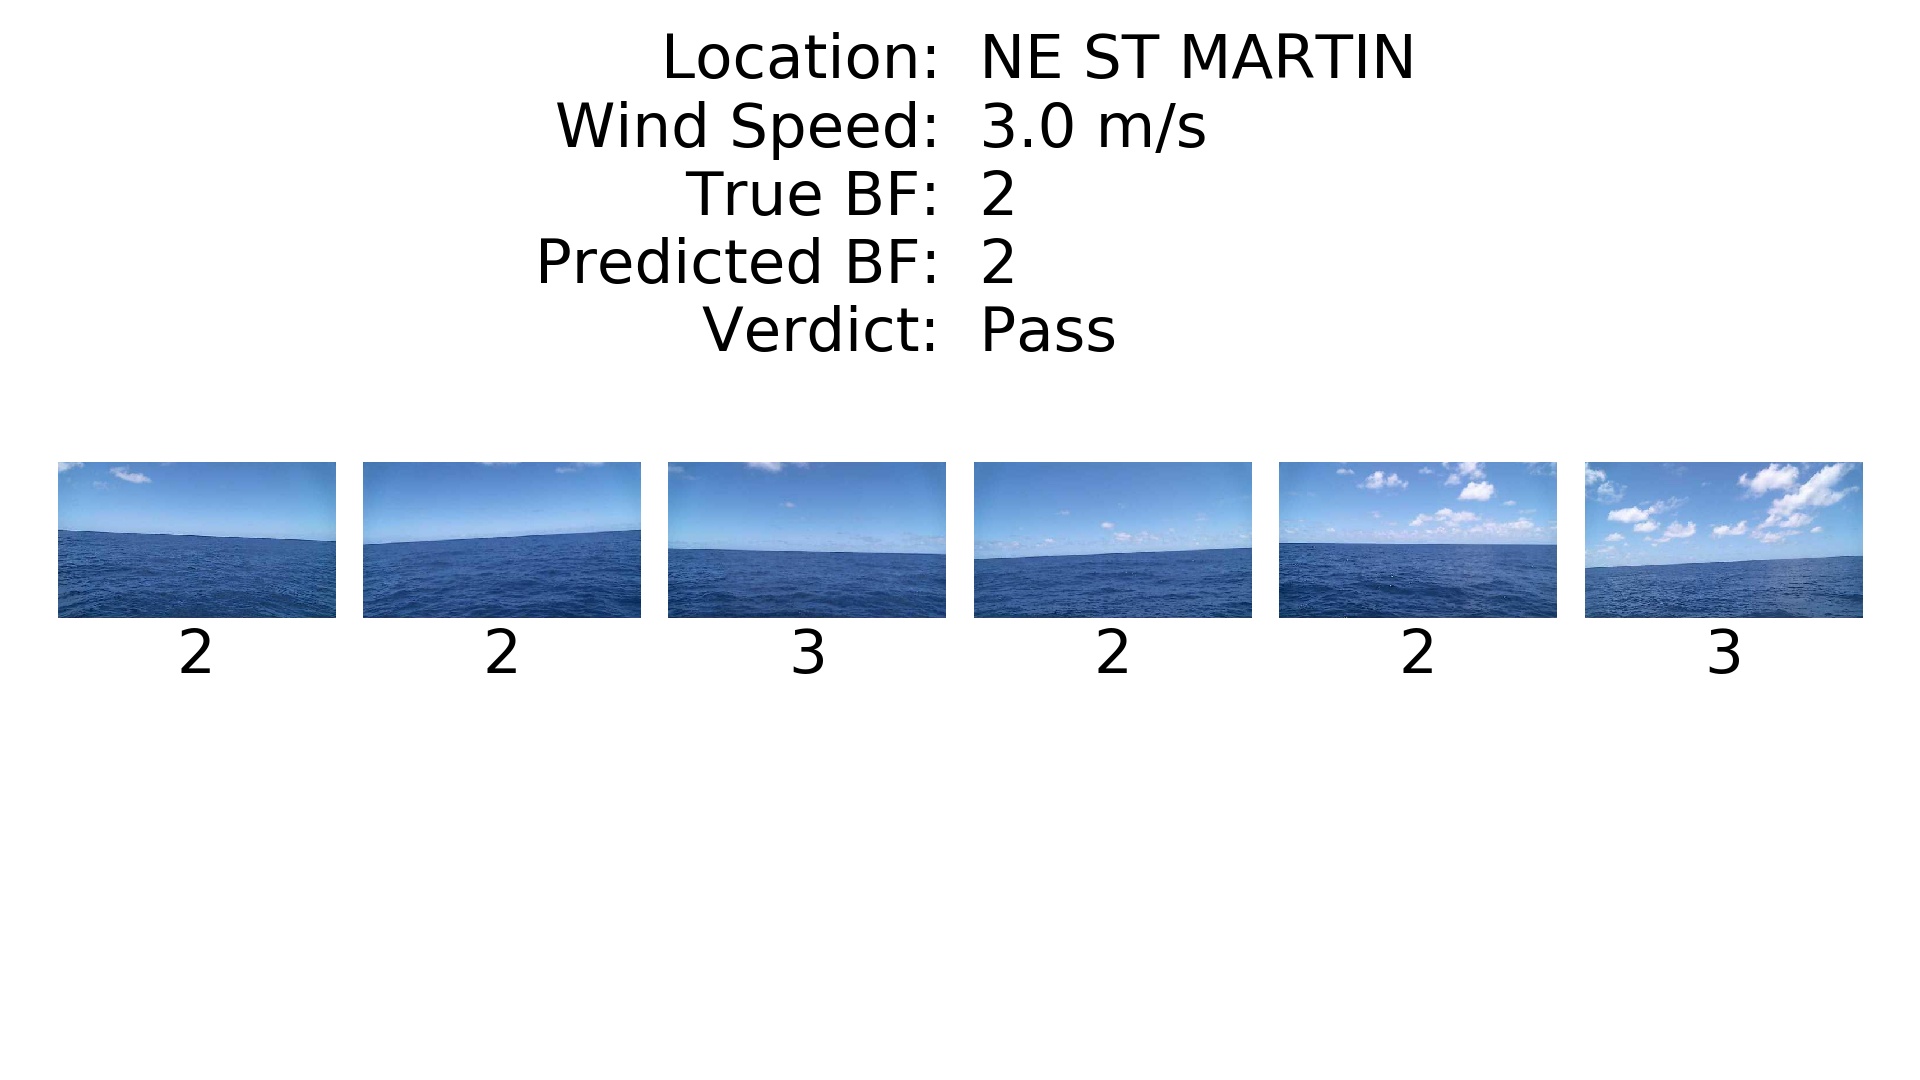 Location: NE ST MARTIN
Wind Speed: 3.0 m/s
True BF: 2
Predicted BF: 2
Verdict: Pass
2 2 3 2 2 3